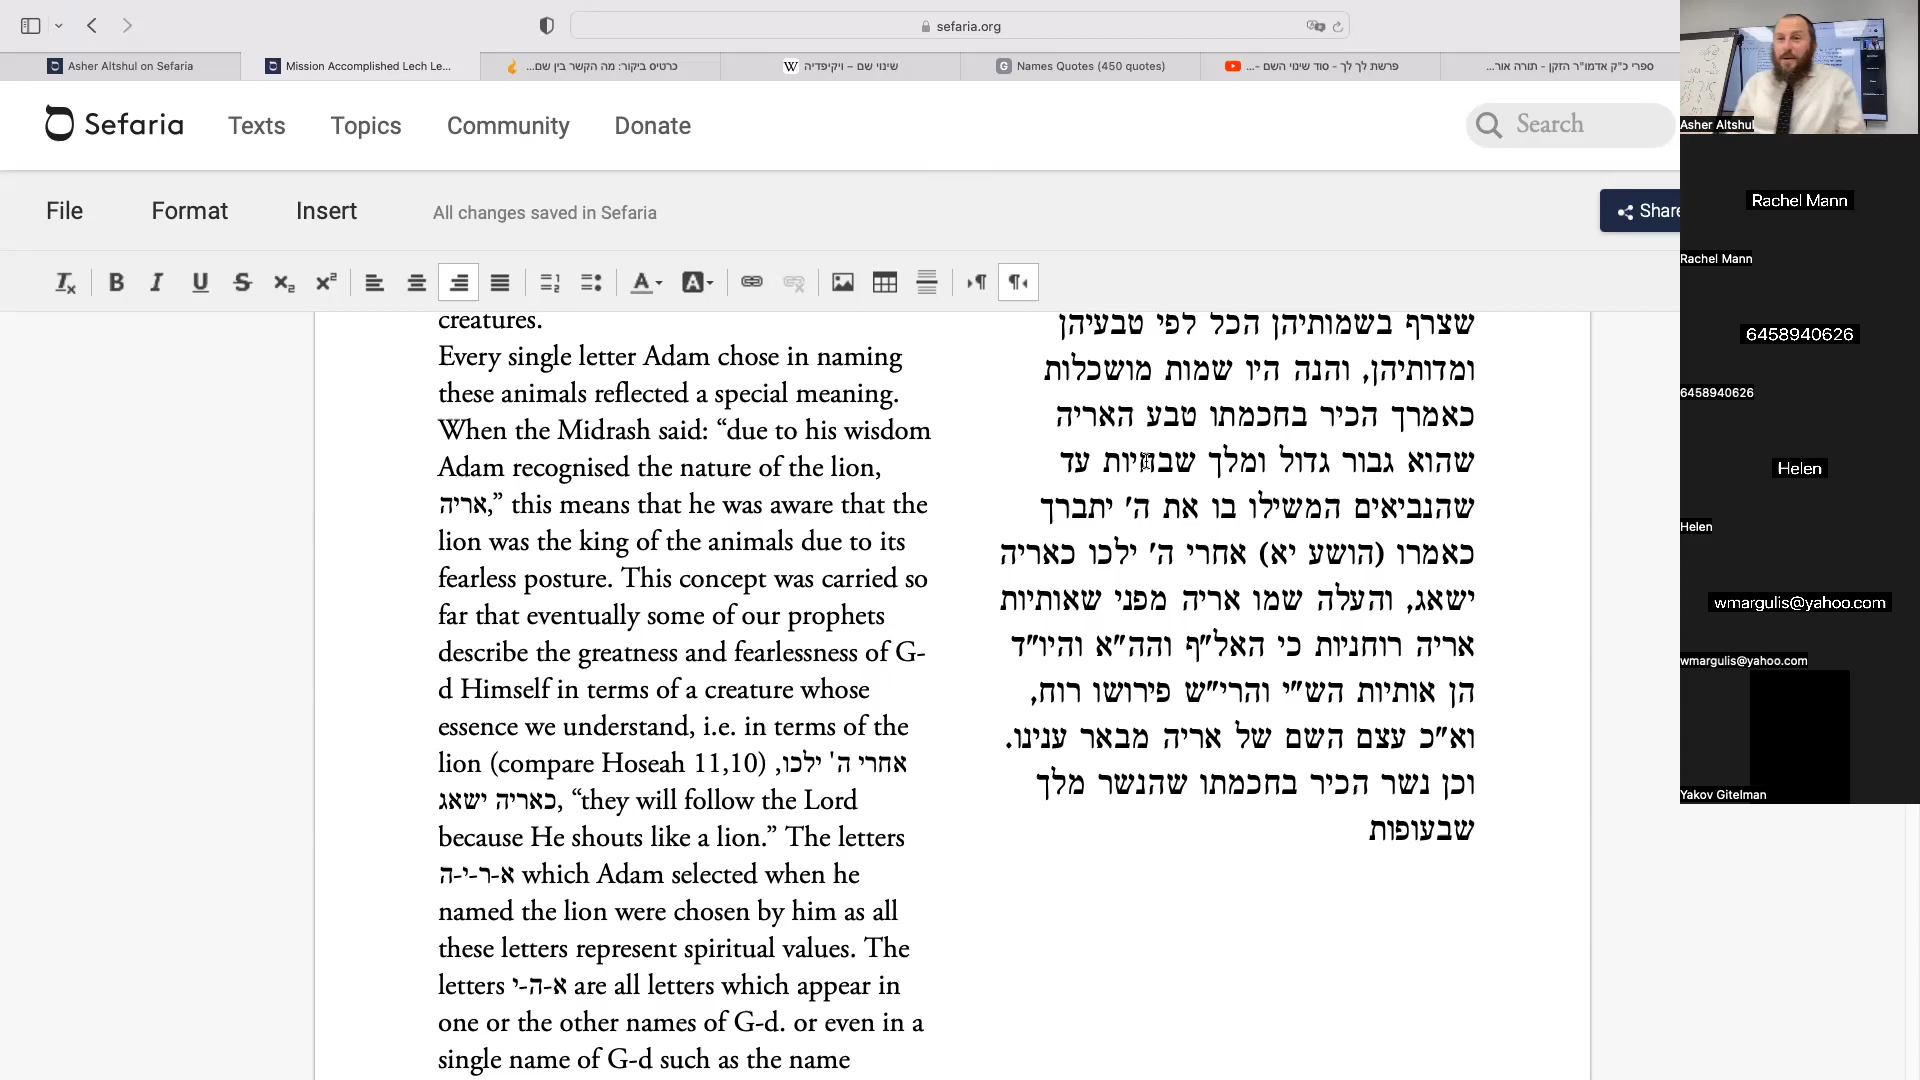 sefaria.org
Asher Altshul on Sefaria
Mission Accomplished Lech Le...
כרטיס ביקור: מה הקשר בין שם...
שינוי שם – ויקיפדיה
Names Quotes (450 quotes)
פרשת לך לך - סוד שינוי השם -...
ספרי כ"ק אדמו"ר הזקן - תורה אור...
Sefaria
Texts
Topics
Community
Donate
Search
File
Format
Insert
All changes saved in Sefaria
Share
creatures.
Every single letter Adam chose in naming
these animals reflected a special meaning.
When the Midrash said: “due to his wisdom
Adam recognised the nature of the lion,
אריה,” this means that he was aware that the
lion was the king of the animals due to its
fearless posture. This concept was carried so
far that eventually some of our prophets
describe the greatness and fearlessness of G-
d Himself in terms of a creature whose
essence we understand, i.e. in terms of the
lion (compare Hoseah 11,10) אחרי ה' ילכו,
כאריה ישאג, “they will follow the Lord
because He shouts like a lion.” The letters
א-ר-י-ה which Adam selected when he
named the lion were chosen by him as all
these letters represent spiritual values. The
letters א-ה-י are all letters which appear in
one or the other names of G-d. or even in a
single name of G-d such as the name
שצרף בשמותיהן הכל לפי טבעיהן
ומדותיהן, והנה היו שמות מושכלות
כאמרך הכיר בחכמתו טבע האריה
שהוא גבור גדול ומלך שבחיות עד
שהנביאים המשילו בו את ה' יתברך
כאמרו (הושע יא) אחרי ה' ילכו כאריה
ישאג, והעלה שמו אריה מפני שאותיות
אריה רוחניות כי האל"ף והה"א והיו"ד
הן אותיות הש"י והרי"ש פירושו רוח,
וא"כ עצם השם של אריה מבאר ענינו.
וכן נשר הכיר בחכמתו שהנשר מלך
שבעופות
Asher Altshul
Rachel Mann
Rachel Mann
6458940626
6458940626
Helen
Helen
wmargulis@yahoo.com
wmargulis@yahoo.com
Yakov Gitelman